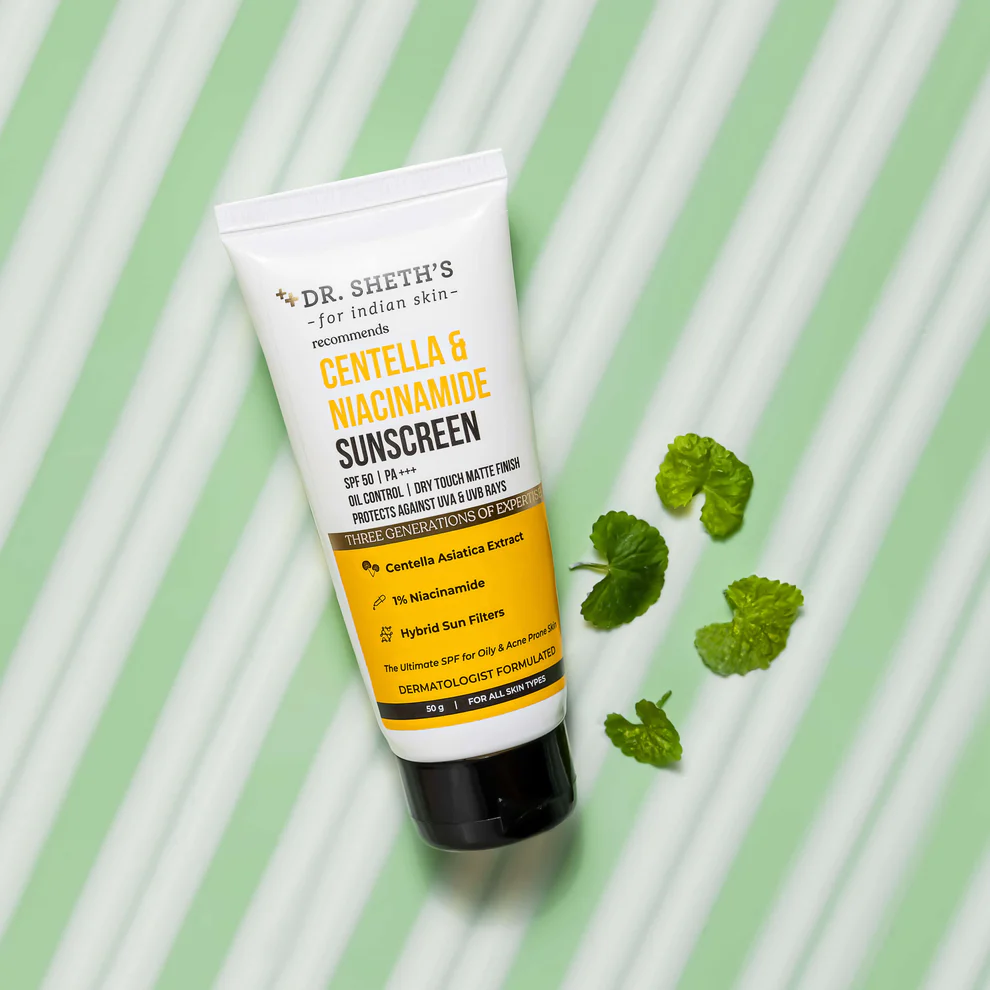 DR. SHETH'S
-for indian skin-
recommends
CENTELLA &
NIACINAMIDE
SUNSCREEN
SPF 50 | PA +++
OIL CONTROL | DRY TOUCH MATTE FINISH
PROTECTS AGAINST UVA & UVB RAYS
THREE GENERATIONS OF EXPERTISE
Centella Asiatica Extract
1% Niacinamide
Hybrid Sun Filters
The Ultimate SPF for Oily & Acne Prone Skin
DERMATOLOGIST FORMULATED
50 g | FOR ALL SKIN TYPES